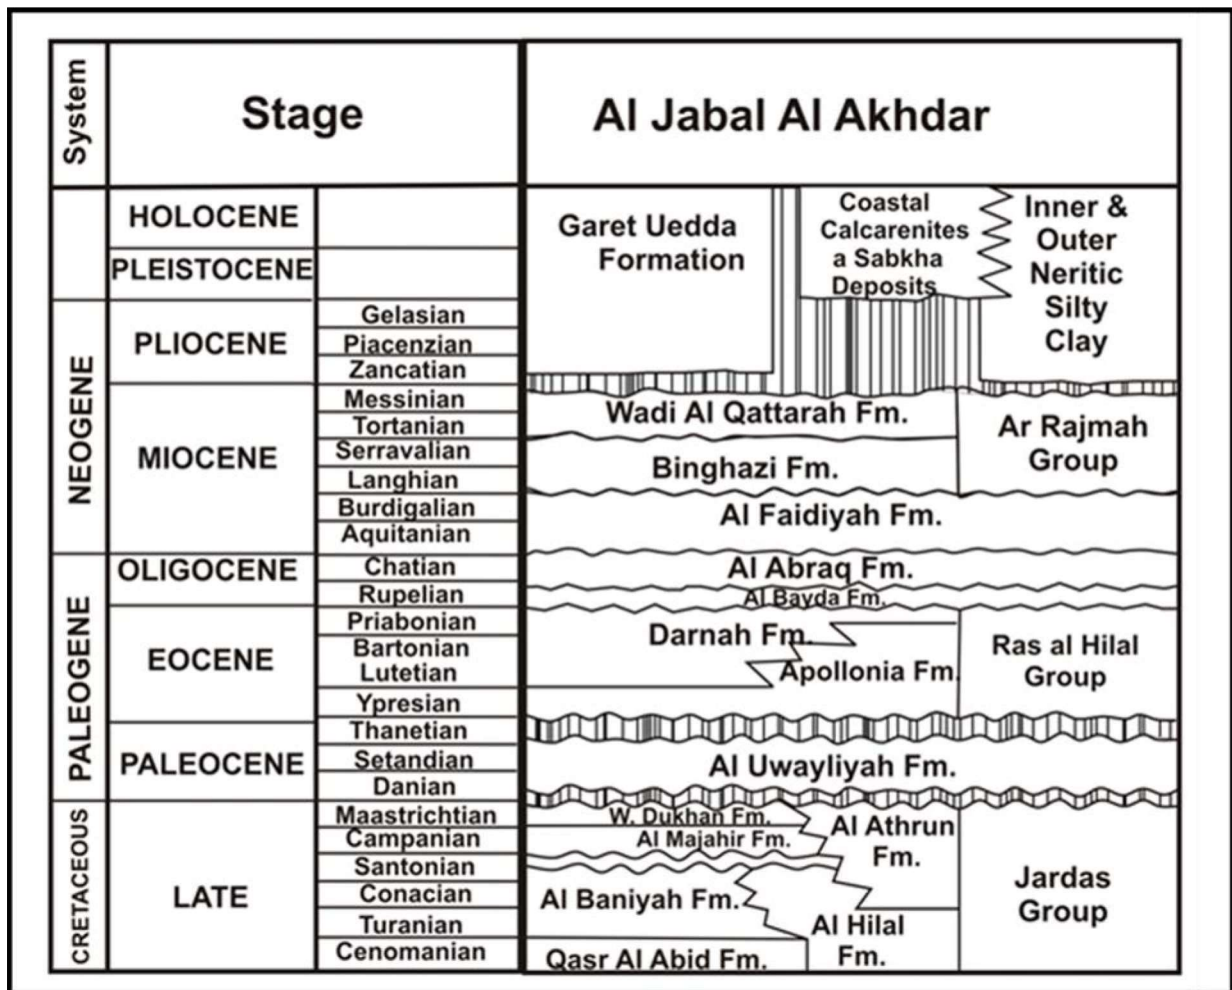 System
Stage
Al Jabal Al Akhdar
HOLOCENE
PLEISTOCENE
NEOGENE
PLIOCENE
Gelasian
Piacenzian
Zancatian
MIOCENE
Messinian
Tortanian
Serravalian
Langhian
Burdigalian
Aquitanian
PALEOGENE
OLIGOCENE
Chatian
Rupelian
EOCENE
Priabonian
Bartonian
Lutetian
Ypresian
PALEOCENE
Thanetian
Setandian
Danian
CRETACEOUS
LATE
Maastrichtian
Campanian
Santonian
Conacian
Turanian
Cenomanian
Garet Uedda
Formation
Coastal
Calcarenites
a Sabkha
Deposits
Inner &
Outer
Neritic
Silty
Clay
Wadi Al Qattarah Fm.
Binghazi Fm.
Ar Rajmah
Group
Al Faidiyah Fm.
Al Abraq Fm.
Al Bayda Fm.
Darnah Fm.
Apollonia Fm.
Ras al Hilal
Group
Al Uwayliyah Fm.
W. Dukhan Fm.
Al Majahir Fm.
Al Athrun
Fm.
Al Baniyah Fm.
Al Hilal
Fm.
Qasr Al Abid Fm.
Jardas
Group